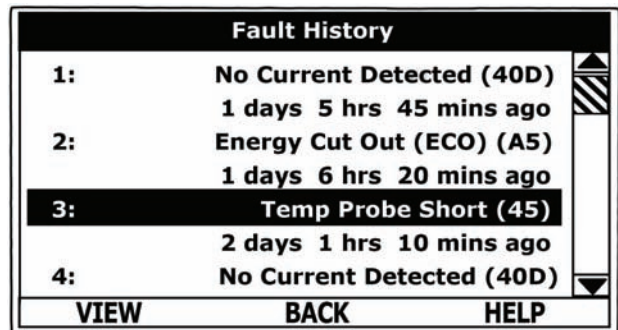 Fault History
1: No Current Detected (40D)
1 days 5 hrs 45 mins ago
2: Energy Cut Out (ECO) (A5)
1 days 6 hrs 20 mins ago
3: Temp Probe Short (45)
2 days 1 hrs 10 mins ago
4: No Current Detected (40D)
VIEW BACK HELP